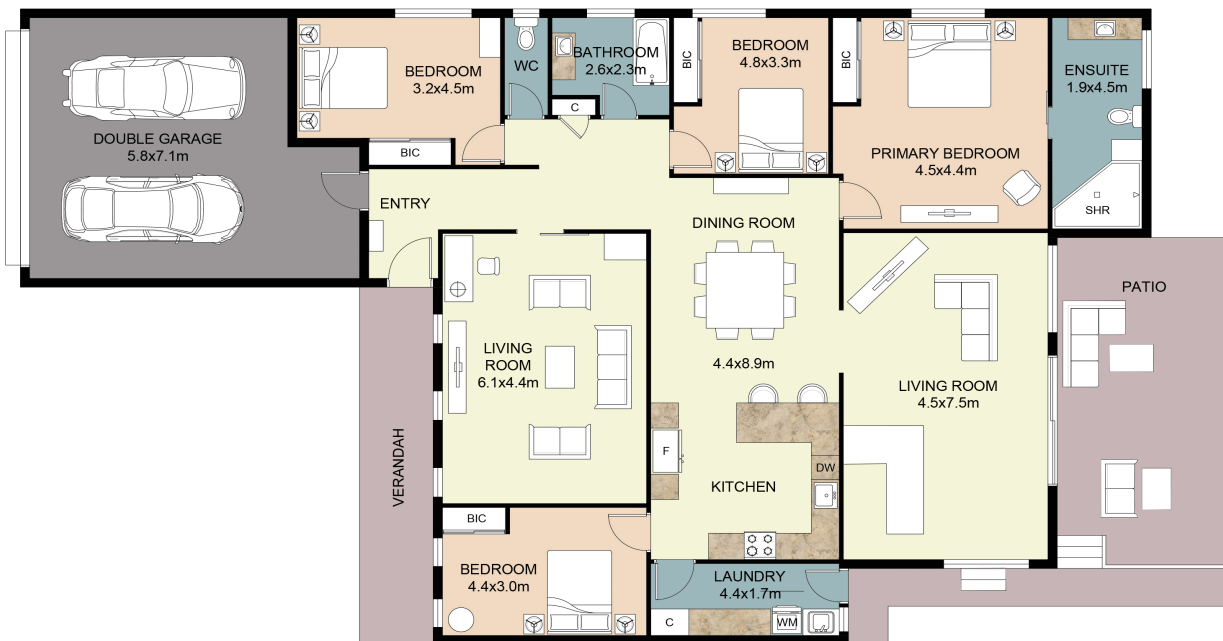 DOUBLE GARAGE
5.8x7.1m
BEDROOM
3.2x4.5m
BIC
WC
BATHROOM
2.6x2.3m
C
BIC
BEDROOM
4.8x3.3m
BIC
PRIMARY BEDROOM
4.5x4.4m
ENSUITE
1.9x4.5m
SHR
ENTRY
DINING ROOM
4.4x8.9m
LIVING
ROOM
6.1x4.4m
LIVING ROOM
4.5x7.5m
PATIO
VERANDAH
F
DW
KITCHEN
BIC
BEDROOM
4.4x3.0m
LAUNDRY
4.4x1.7m
C
WM